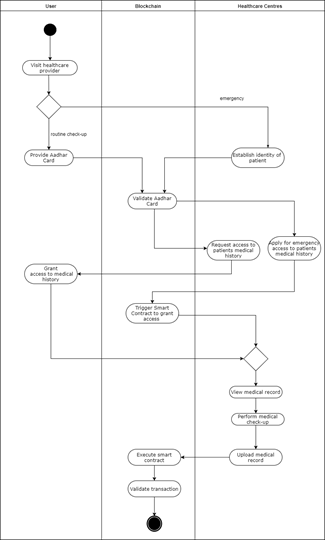 User
Blockchain
Healthcare Centres
Visit healthcare
provider
emergency
routine check-up
Provide Aadhar
Card
Establish identity of
patient
Validate Aadhar
Card
Request access to
patients medical
history
Apply for emergency
access to patients
medical history
Grant
access to medical
history
Trigger Smart
Contract to grant
access
View medical record
Perform medical
check-up
Upload medical
record
Execute smart
contract
Validate transaction